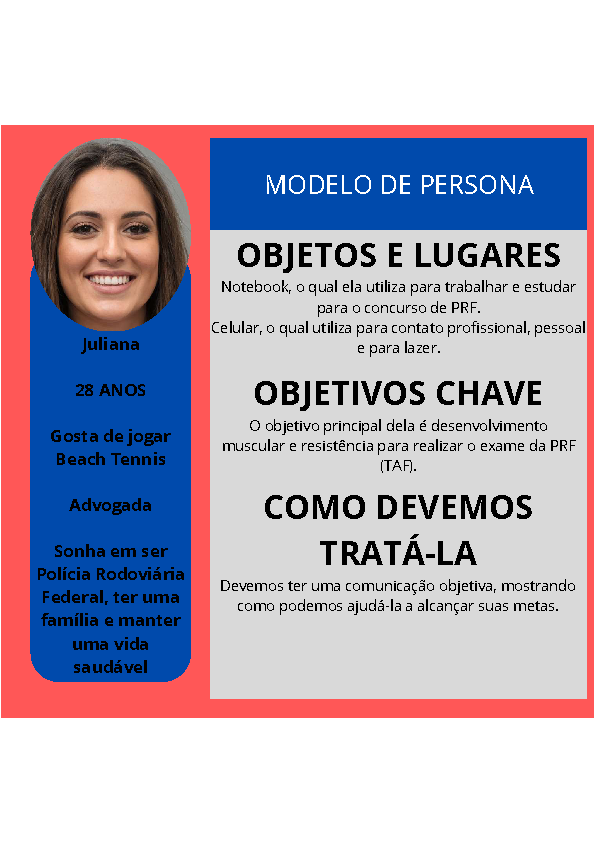 MODELO DE PERSONA
Juliana
28 ANOS
Gosta de jogar
Beach Tennis
Advogada
Sonha em ser
Polícia Rodoviária
Federal, ter uma
família e manter
uma vida
saudável
OBJETOS E LUGARES
Notebook, o qual ela utiliza para trabalhar e estudar
para o concurso de PRF.
Celular, o qual utiliza para contato profissional, pessoal
e para lazer.
OBJETIVOS CHAVE
O objetivo principal dela é desenvolvimento
muscular e resistência para realizar o exame da PRF
(TAF).
COMO DEVEMOS
TRATÁ-LA
Devemos ter uma comunicação objetiva, mostrando
como podemos ajudá-la a alcançar suas metas.